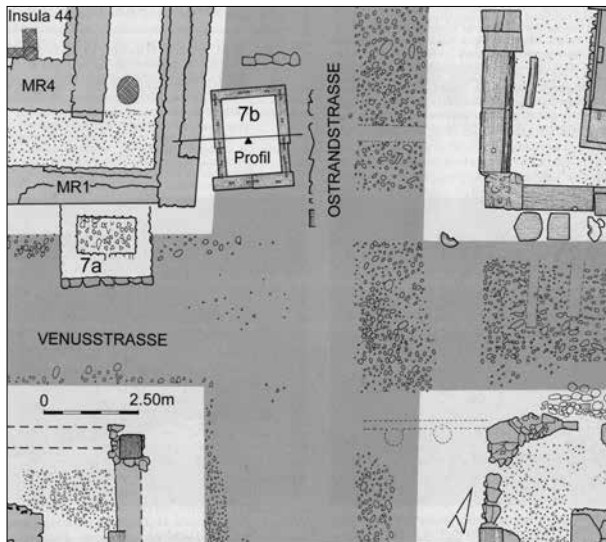 Insula 44
MR4
7b
Profil
OSTRANDSTRASSE
MR1
7a
VENUSSTRASSE
0 2.50m